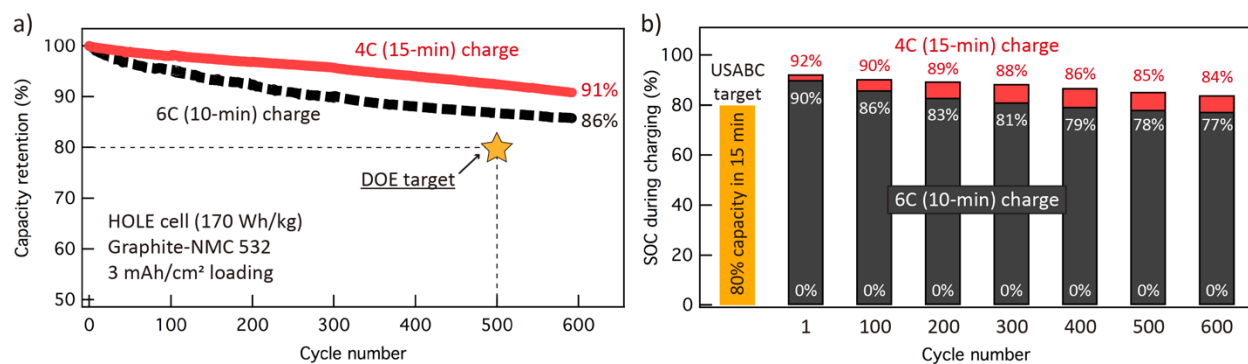 a)
Capacity retention (%)
100
90
80
70
60
50
4C (15-min) charge
91%
6C (10-min) charge
86%
DOE target
HOLE cell (170 Wh/kg)
Graphite-NMC 532
3 mAh/cm² loading
0
100
200
300
400
500
600
Cycle number
b)
SOC during charging (%)
100
80
60
40
20
0
4C (15-min) charge
USABC
target
80% capacity in 15 min
92%
90%
89%
88%
86%
85%
84%
90%
86%
83%
81%
79%
78%
77%
6C (10-min) charge
0%
0%
0%
0%
0%
0%
0%
1
100
200
300
400
500
600
Cycle number